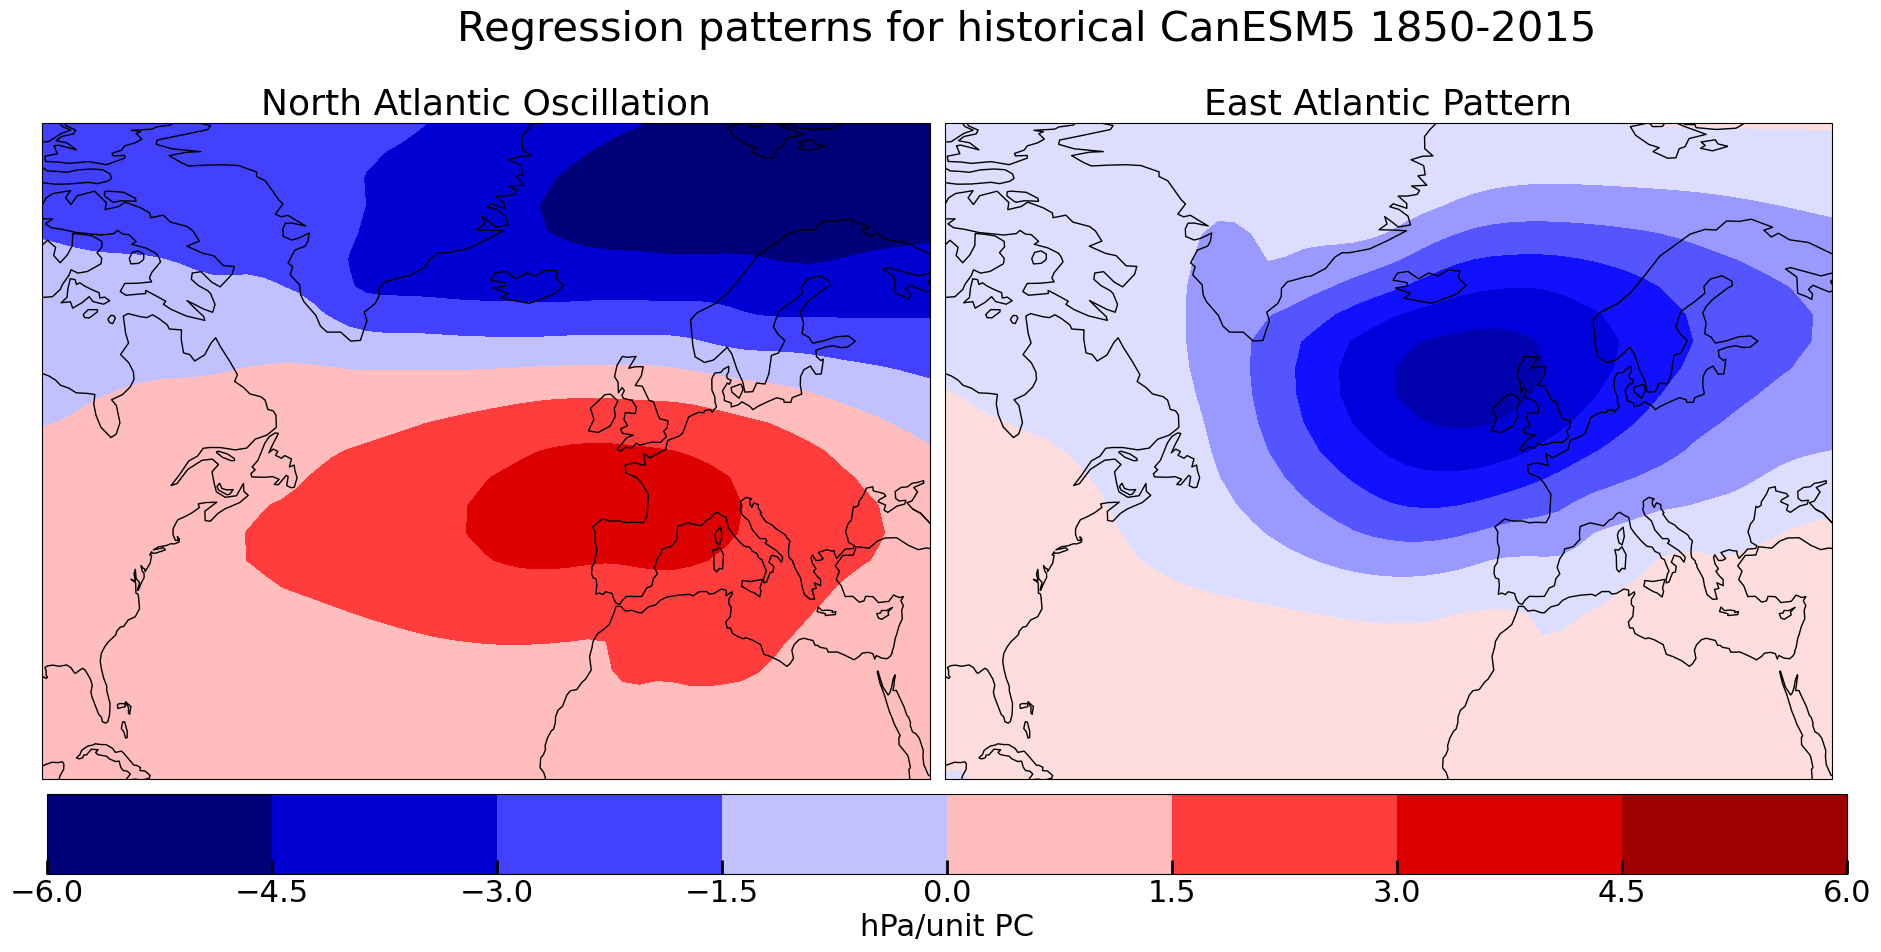 Regression patterns for historical CanESM5 1850-2015
North Atlantic Oscillation
East Atlantic Pattern
−6.0 −4.5 −3.0 −1.5 0.0 1.5 3.0 4.5 6.0
hPa/unit PC